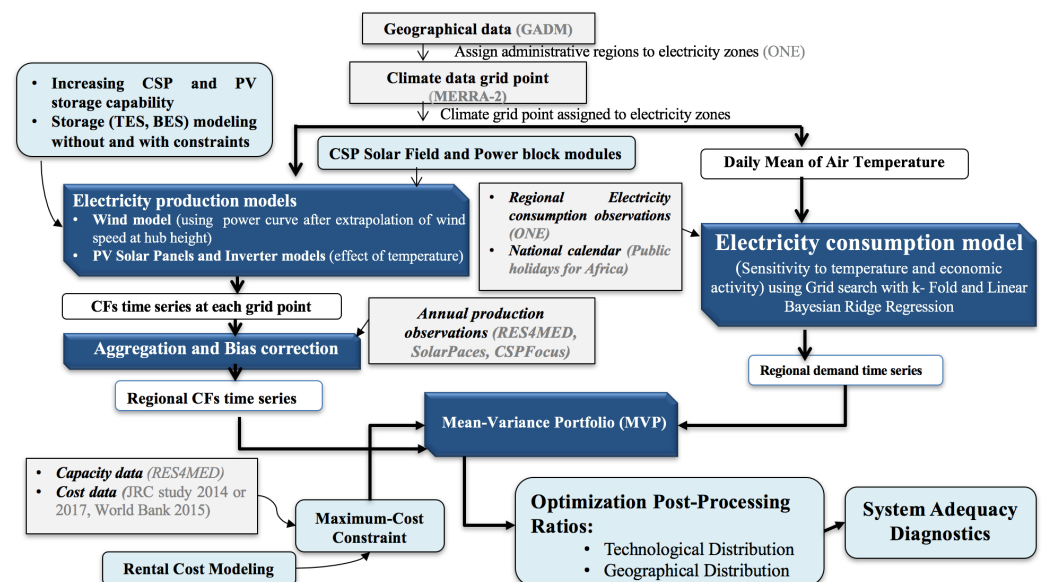 Geographical data (GADM)
Assign administrative regions to electricity zones (ONE)
Climate data grid point
(MERRA-2)
Climate grid point assigned to electricity zones
• Increasing CSP and PV
storage capability
• Storage (TES, BES) modeling
without and with constraints
CSP Solar Field and Power block modules
Daily Mean of Air Temperature
Electricity production models
• Wind model (using power curve after extrapolation of wind
speed at hub height)
• PV Solar Panels and Inverter models (effect of temperature)
• Regional Electricity
consumption observations
(ONE)
• National calendar (Public
holidays for Africa)
Electricity consumption model
(Sensitivity to temperature and economic
activity) using Grid search with k- Fold and Linear
Bayesian Ridge Regression
CFs time series at each grid point
Annual production
observations (RES4MED,
SolarPaces, CSPFocus)
Aggregation and Bias correction
Regional demand time series
Regional CFs time series
Mean-Variance Portfolio (MVP)
• Capacity data (RES4MED)
• Cost data (JRC study 2014 or
2017, World Bank 2015)
Maximum-Cost
Constraint
Rental Cost Modeling
Optimization Post-Processing
Ratios:
• Technological Distribution
• Geographical Distribution
System Adequacy
Diagnostics